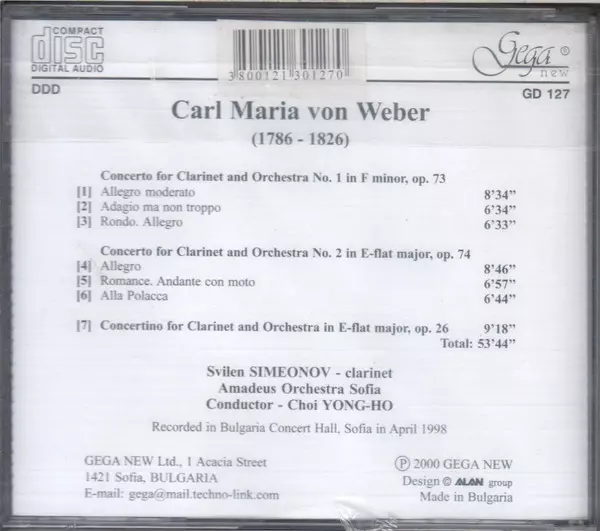 COMPACT
disc
DIGITAL AUDIO
3800121301270
Gega ®
new
DDD
GD 127
Carl Maria von Weber
(1786 - 1826)
Concerto for Clarinet and Orchestra No. 1 in F minor, op. 73
[1] Allegro moderato 8'34"
[2] Adagio ma non troppo 6'34"
[3] Rondo. Allegro 6'33"
Concerto for Clarinet and Orchestra No. 2 in E-flat major, op. 74
[4] Allegro 8'46"
[5] Romance. Andante con moto 6'57"
[6] Alla Polacca 6'44"
[7] Concertino for Clarinet and Orchestra in E-flat major, op. 26 9'18"
Total: 53'44"
Svilen SIMEONOV - clarinet
Amadeus Orchestra Sofia
Conductor - Choi YONG-HO
Recorded in Bulgaria Concert Hall, Sofia in April 1998
GEGA NEW Ltd., 1 Acacia Street
1421 Sofia, BULGARIA
E-mail: gega@mail.techno-link.com
℗ 2000 GEGA NEW
Design © ALAN group
Made in Bulgaria